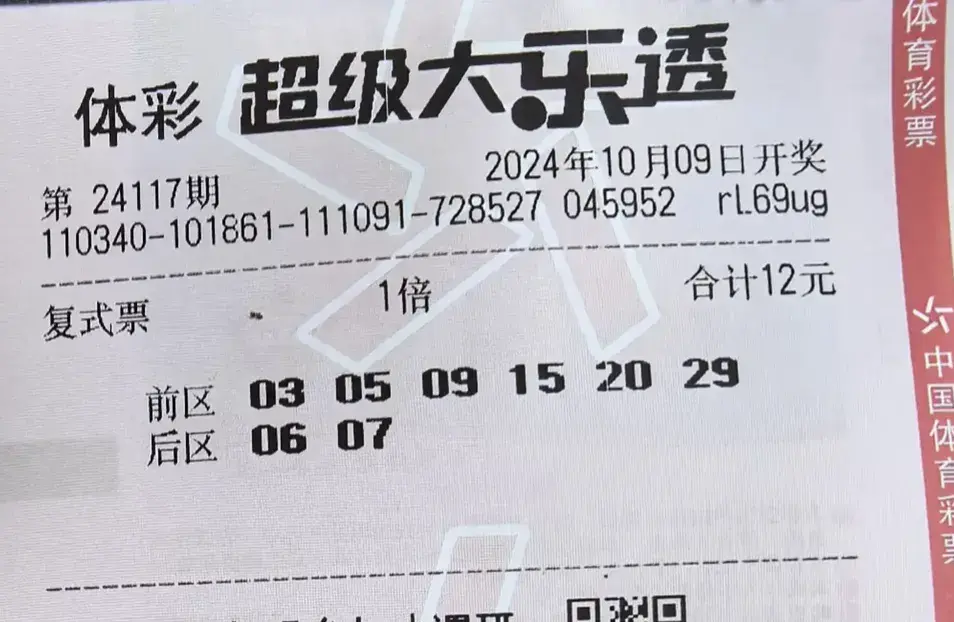 体彩 超级大乐透
第 24117期 2024年10月09日开奖
110340-101861-111091-728527 045952 rL69ug
复式票 1倍 合计12元
前区 03 05 09 15 20 29
后区 06 07
体育彩票
中国体育彩票